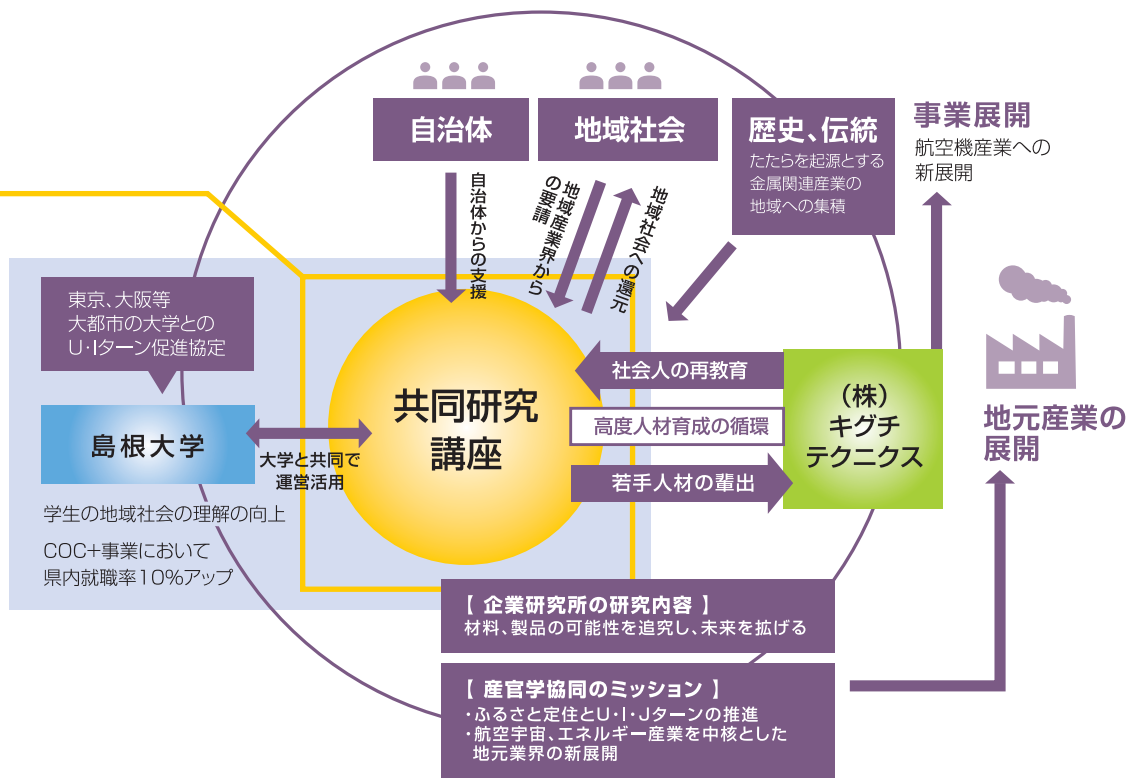 自治体
地域社会
歴史、伝統
たたらを起源とする
金属関連産業の
地域への集積
事業展開
航空機産業への
新展開
自治体からの支援
地域産業界から
の要請
地域社会への還元
東京、大阪等
大都市の大学との
U・Iターン促進協定
島根大学
大学と共同で
運営活用
共同研究
講座
社会人の再教育
高度人材育成の循環
若手人材の輩出
（株）
キグチ
テクニクス
地元産業の
展開
学生の地域社会の理解の向上
COC+事業において
県内就職率10%アップ
【 企業研究所の研究内容 】
材料、製品の可能性を追究し、未来を拡げる
【 産官学協同のミッション 】
・ふるさと定住とU・I・Jターンの推進
・航空宇宙、エネルギー産業を中核とした
地元業界の新展開